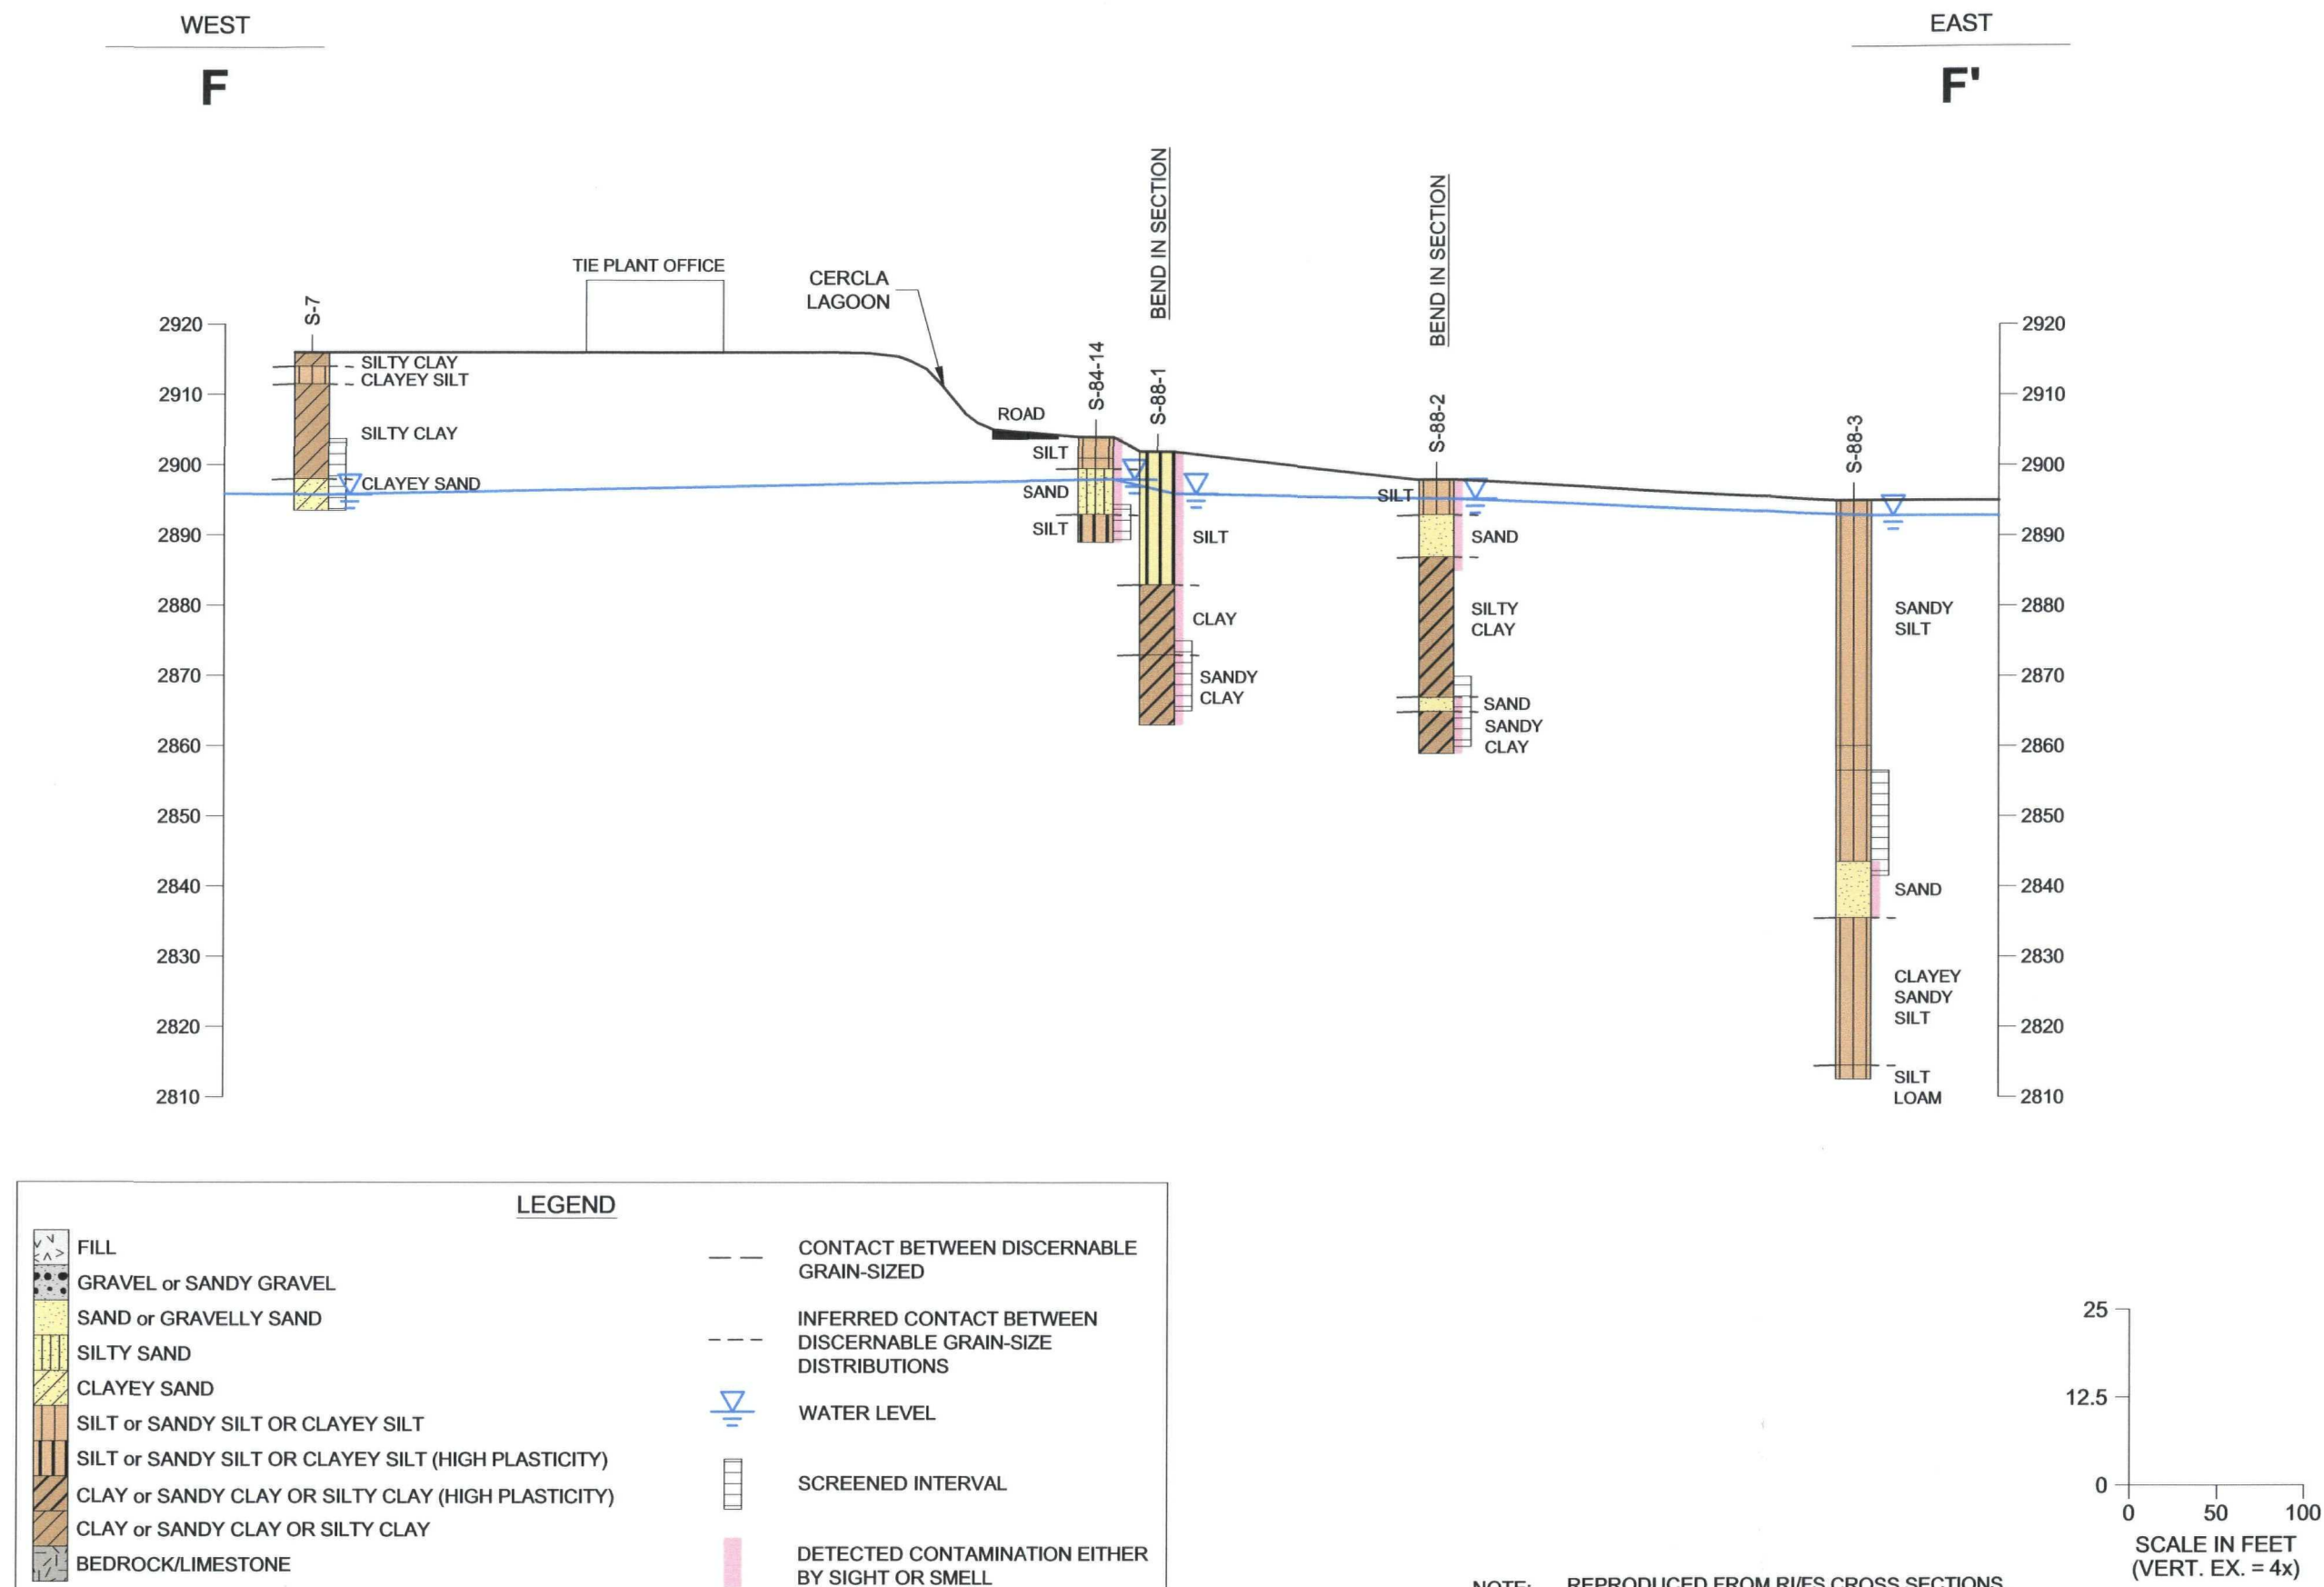 WEST
EAST
F
F'
BEND IN SECTION
BEND IN SECTION
TIE PLANT OFFICE
CERCLA
LAGOON
S-7
S-84-14
S-88-1
S-88-2
S-88-3
ROAD
2920
2910
2900
2890
2880
2870
2860
2850
2840
2830
2820
2810
SILTY CLAY
CLAYEY SILT
SILTY CLAY
CLAYEY SAND
SILT
SAND
SILT
SILT
CLAY
SANDY
CLAY
SILT
SAND
SILTY
CLAY
SAND
SANDY
CLAY
SANDY
SILT
SAND
CLAYEY
SANDY
SILT
SILT
LOAM
2920
2910
2900
2890
2880
2870
2860
2850
2840
2830
2820
2810
LEGEND
FILL
GRAVEL or SANDY GRAVEL
SAND or GRAVELLY SAND
SILTY SAND
CLAYEY SAND
SILT or SANDY SILT OR CLAYEY SILT
SILT or SANDY SILT OR CLAYEY SILT (HIGH PLASTICITY)
CLAY or SANDY CLAY OR SILTY CLAY (HIGH PLASTICITY)
CLAY or SANDY CLAY OR SILTY CLAY
BEDROCK/LIMESTONE
CONTACT BETWEEN DISCERNABLE
GRAIN-SIZED
INFERRED CONTACT BETWEEN
DISCERNABLE GRAIN-SIZE
DISTRIBUTIONS
WATER LEVEL
SCREENED INTERVAL
DETECTED CONTAMINATION EITHER
BY SIGHT OR SMELL
25
12.5
0
0 50 100
SCALE IN FEET
(VERT. EX. = 4x)
NOTE: REPRODUCED FROM RI/FS CROSS SECTIONS